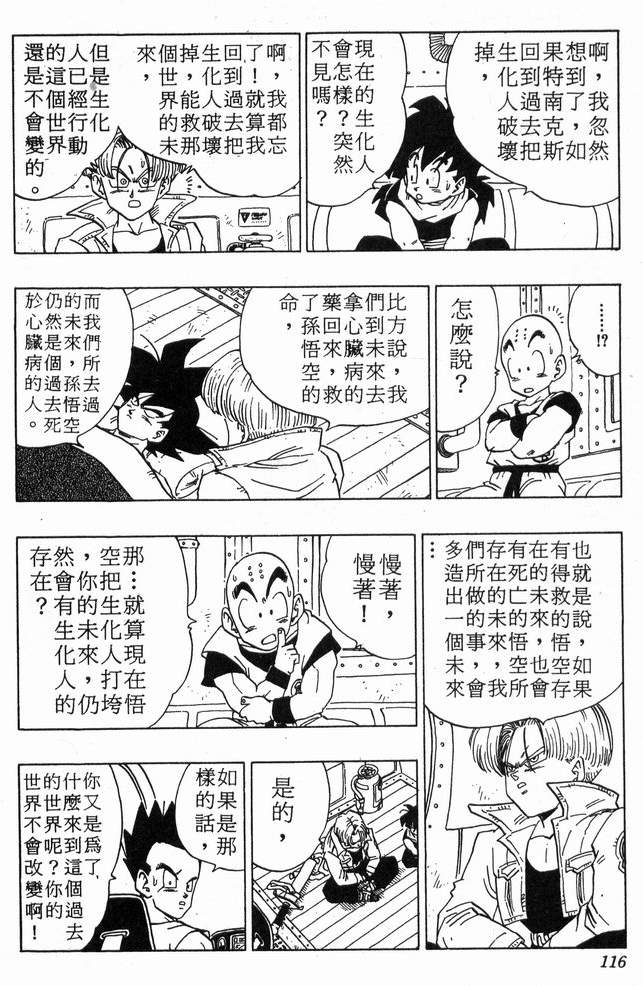 啊，我忽然
想到了，如
果特南克斯
回到過去把
生化人破壞
掉，
現在的生化人
會怎樣？突然
不見嗎？
啊，我都忘
了！就算我
回到過去把
生化人破壞
掉，能救那
個世界的未
來，
但是生化
人已經行動
的這個世界
還是不會變的。
……!?
怎麼說？
比方說，我
們到未來去
拿心臟病的
藥回來，救
了孫悟空的
命，
而我們所去過
的未來，孫悟空
仍然是個過去死
於心臟病的人。
也就是說，如果
有得救的悟空存
在的未來，也會
有死亡的悟空所
存在的未來，我
們所做的事，會
多造出一個未來
…
慢著，
慢著！
那…就算現在悟
空把生化人打垮
，你的未來，仍
然會有生化人的
存在？
是的，
如果是那
樣的話，
你又是爲了
什麼來到這個過去
的世界呢？你的
世界不會改變啊！
116